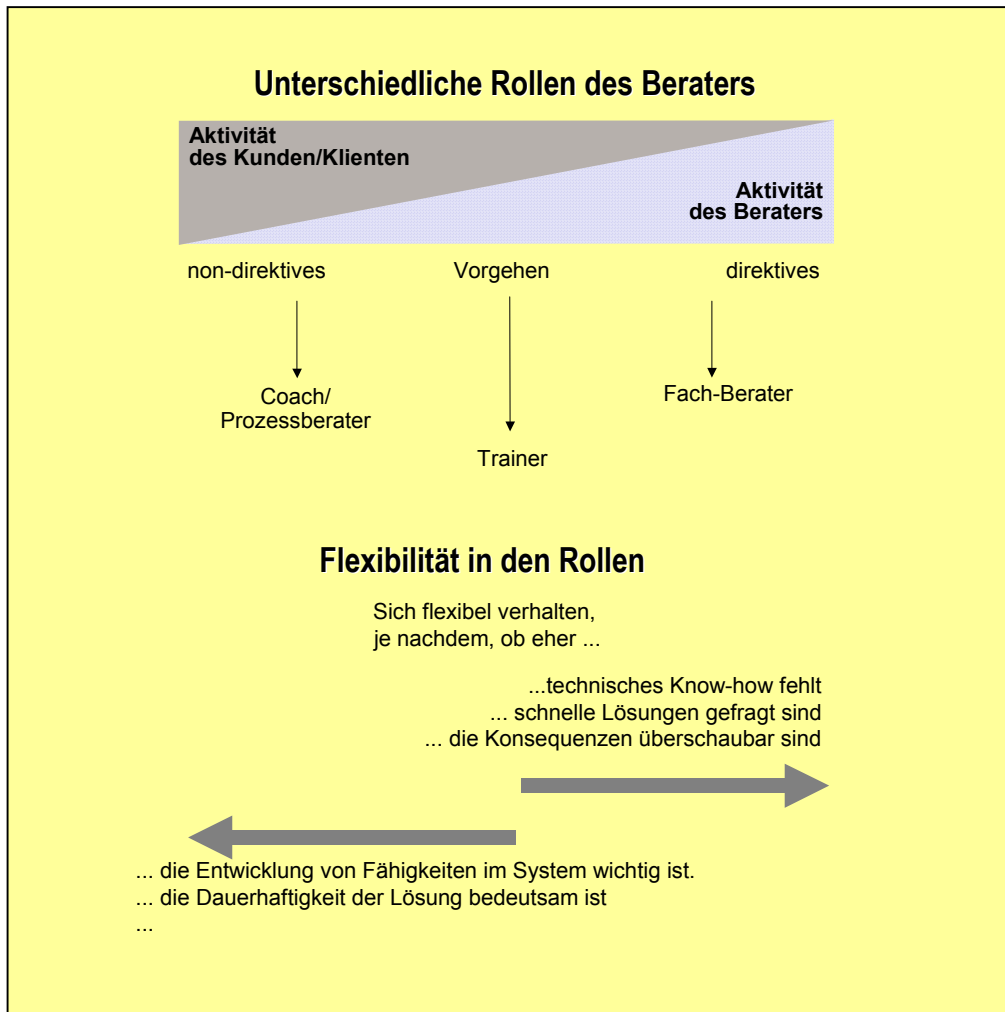 Unterschiedliche Rollen des Beraters
Aktivität
des Kunden/Klienten
Aktivität
des Beraters
non-direktives
Vorgehen
direktives
Coach/
Prozessberater
Fach-Berater
Trainer
Flexibilität in den Rollen
Sich flexibel verhalten,
je nachdem, ob eher ...
...technisches Know-how fehlt
... schnelle Lösungen gefragt sind
... die Konsequenzen überschaubar sind
... die Entwicklung von Fähigkeiten im System wichtig ist.
... die Dauerhaftigkeit der Lösung bedeutsam ist
...